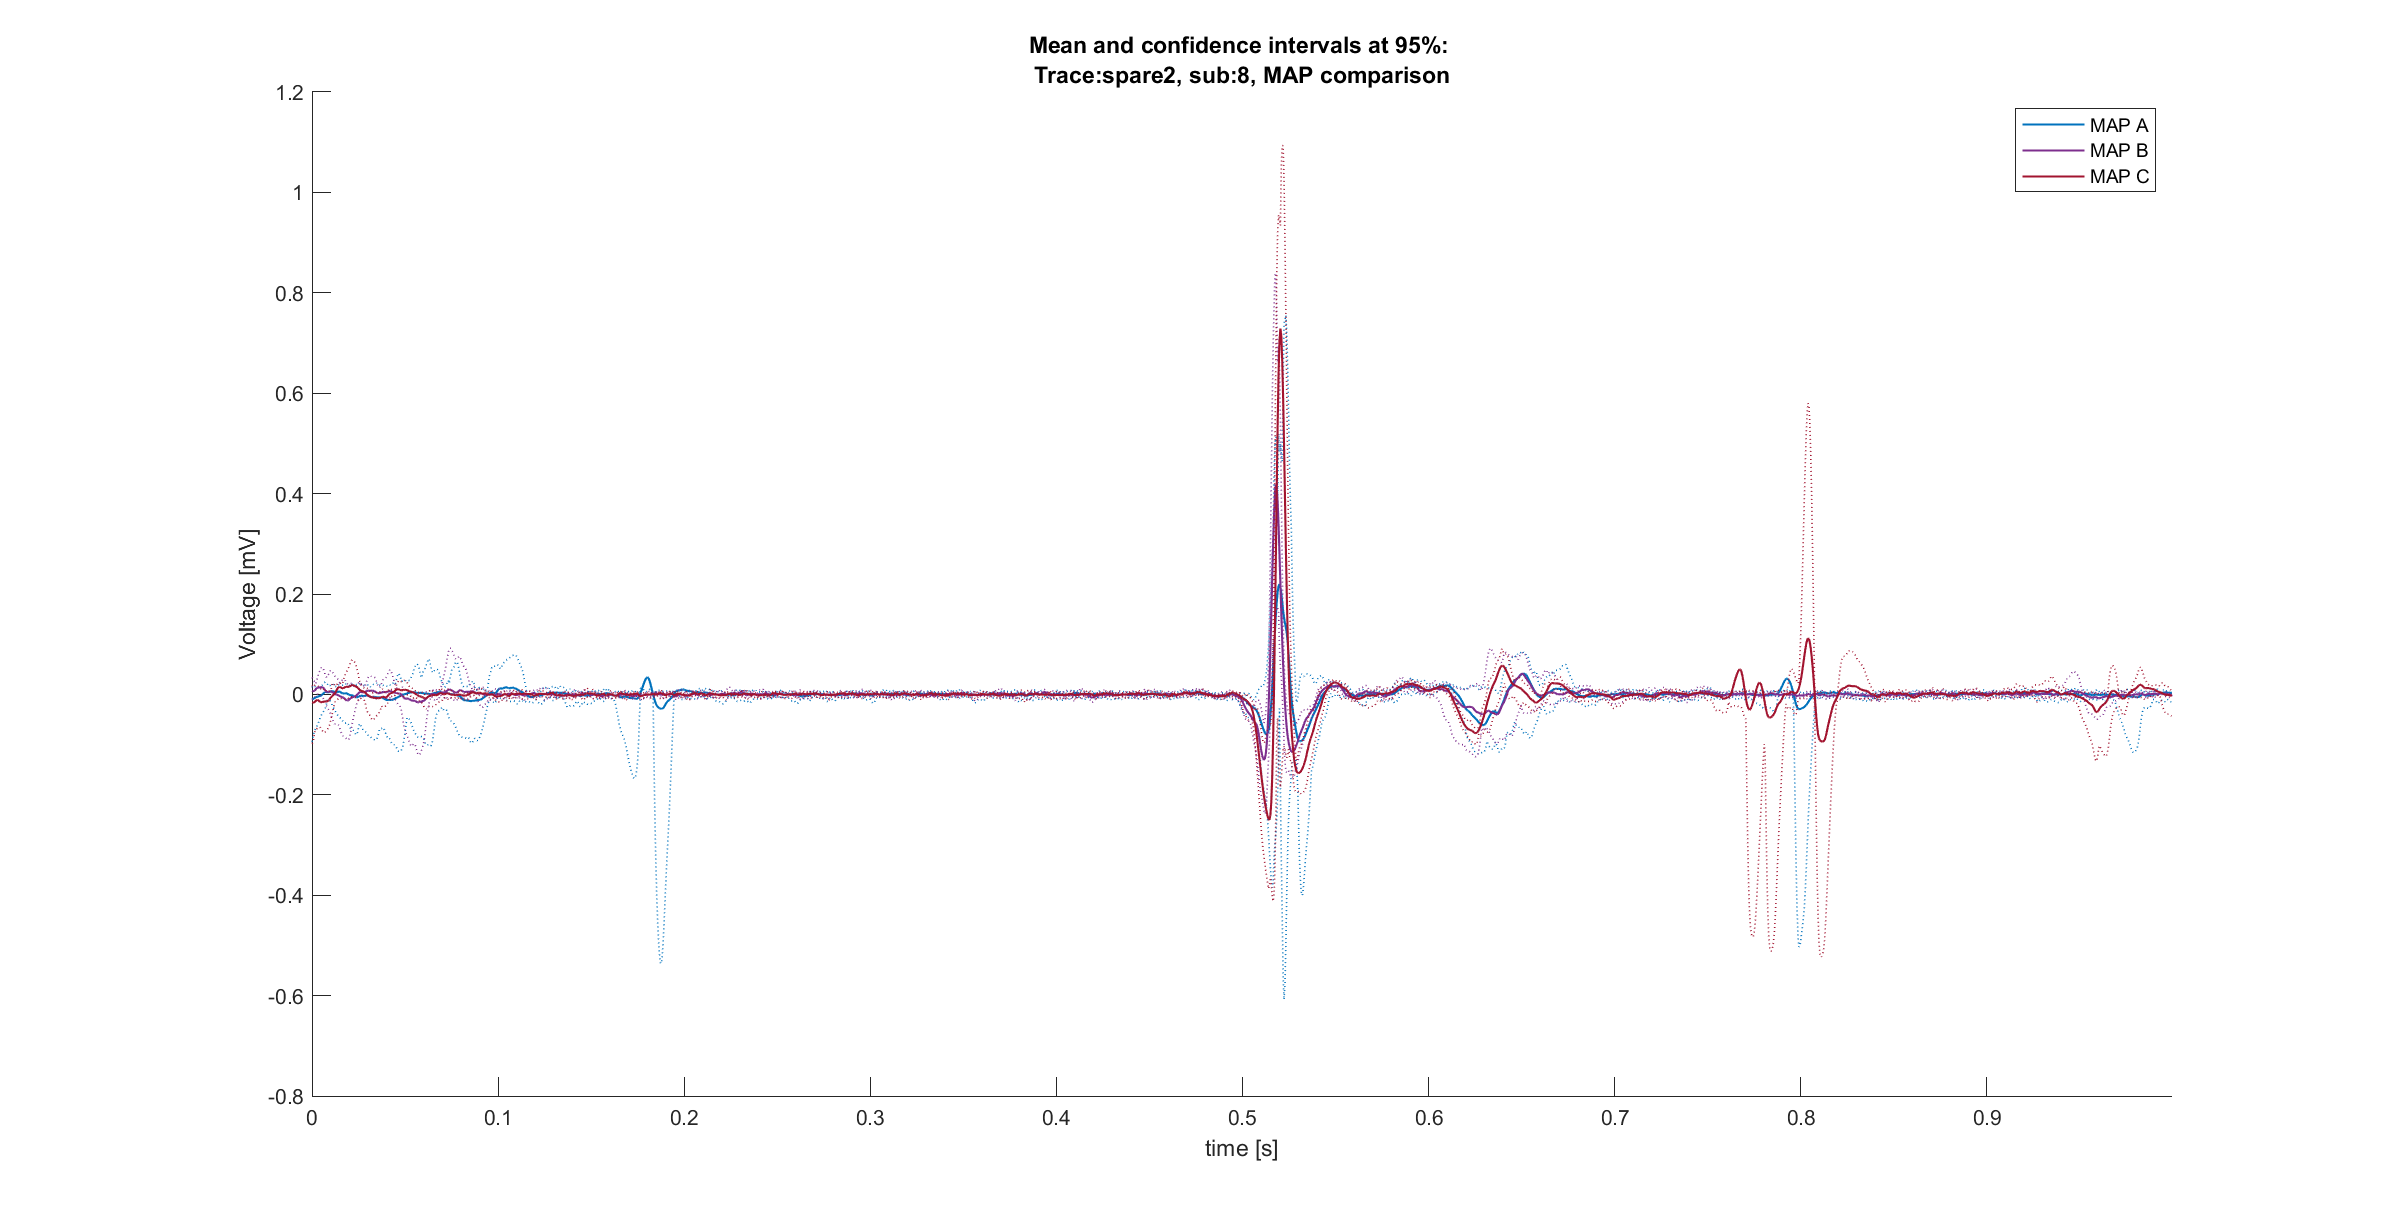 Mean and confidence intervals at 95%:
Trace:spare2, sub:8, MAP comparison
MAP A
MAP B
MAP C
1.2
1
0.8
0.6
0.4
0.2
0
-0.2
-0.4
-0.6
-0.8
Voltage [mV]
0 0.1 0.2 0.3 0.4 0.5 0.6 0.7 0.8 0.9
time [s]